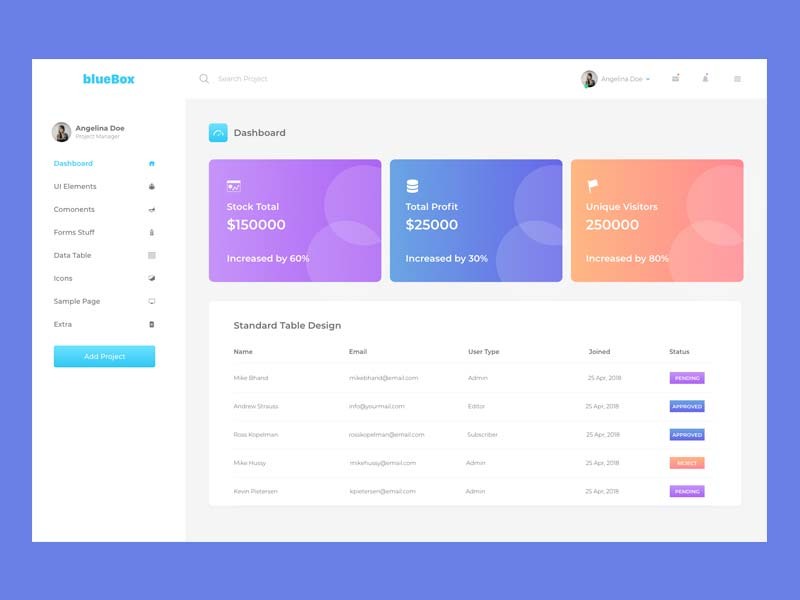 blueBox
Search Project
Angelina Doe
Angelina Doe
Project Manager
Dashboard
UI Elements
Comonents
Forms Stuff
Data Table
Icons
Sample Page
Extra
Add Project
Dashboard
Stock Total
$150000
Increased by 60%
Total Profit
$25000
Increased by 30%
Unique Visitors
250000
Increased by 80%
Standard Table Design
Name Email User Type Joined Status
Mike Bhand mikebhand@email.com Admin 25 Apr, 2018 PENDING
Andrew Strauss info@yourmail.com Editor 25 Apr, 2018 APPROVED
Ross Kopelman rosskopelman@email.com Subscriber 25 Apr, 2018 APPROVED
Mike Hussy mikehussy@email.com Admin 25 Apr, 2018 REJECT
Kevin Pietersen kpietersen@email.com Admin 25 Apr, 2018 PENDING